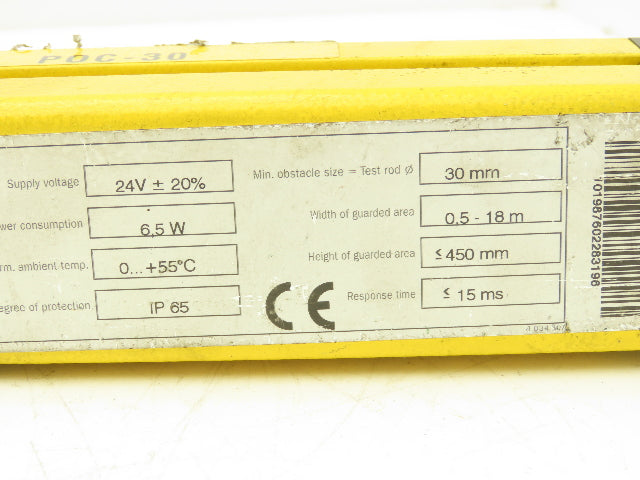 POC-30
Supply voltage 24V ± 20%
wer consumption 6,5 W
rm. ambient temp. 0...+55°C
egree of protection IP 65
CE
Min. obstacle size = Test rod Ø 30 mm
Width of guarded area 0,5 - 18 m
Height of guarded area ≤ 450 mm
Response time ≤ 15 ms
101987602283196